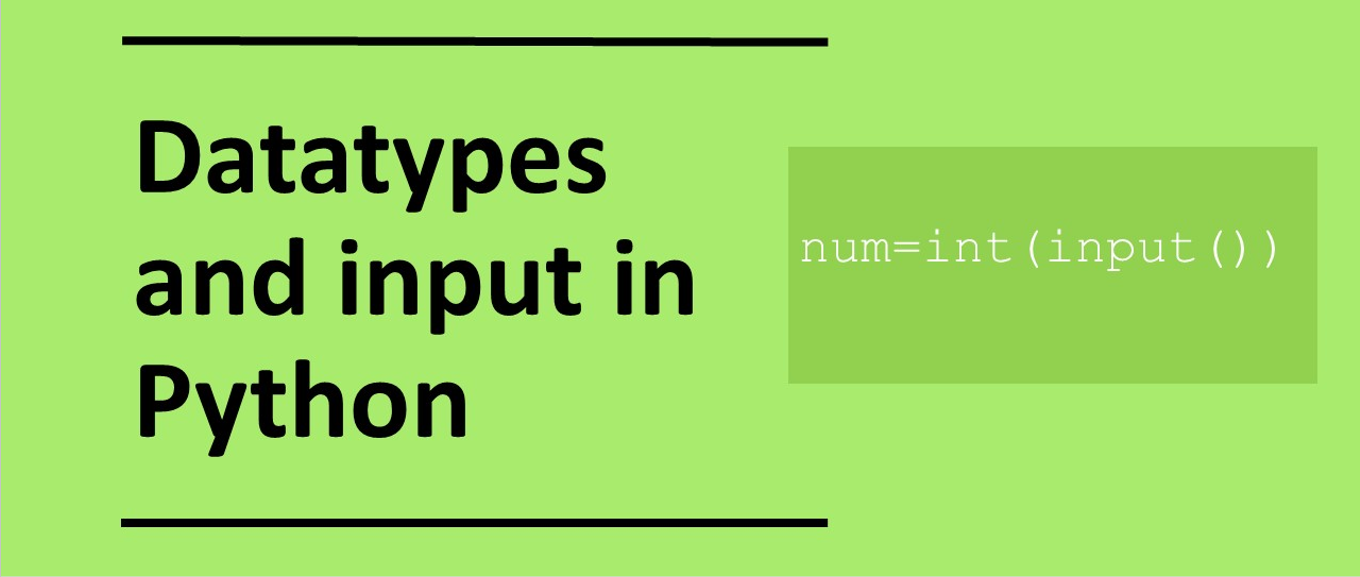 Datatypes
and input in
Python
num=int(input())